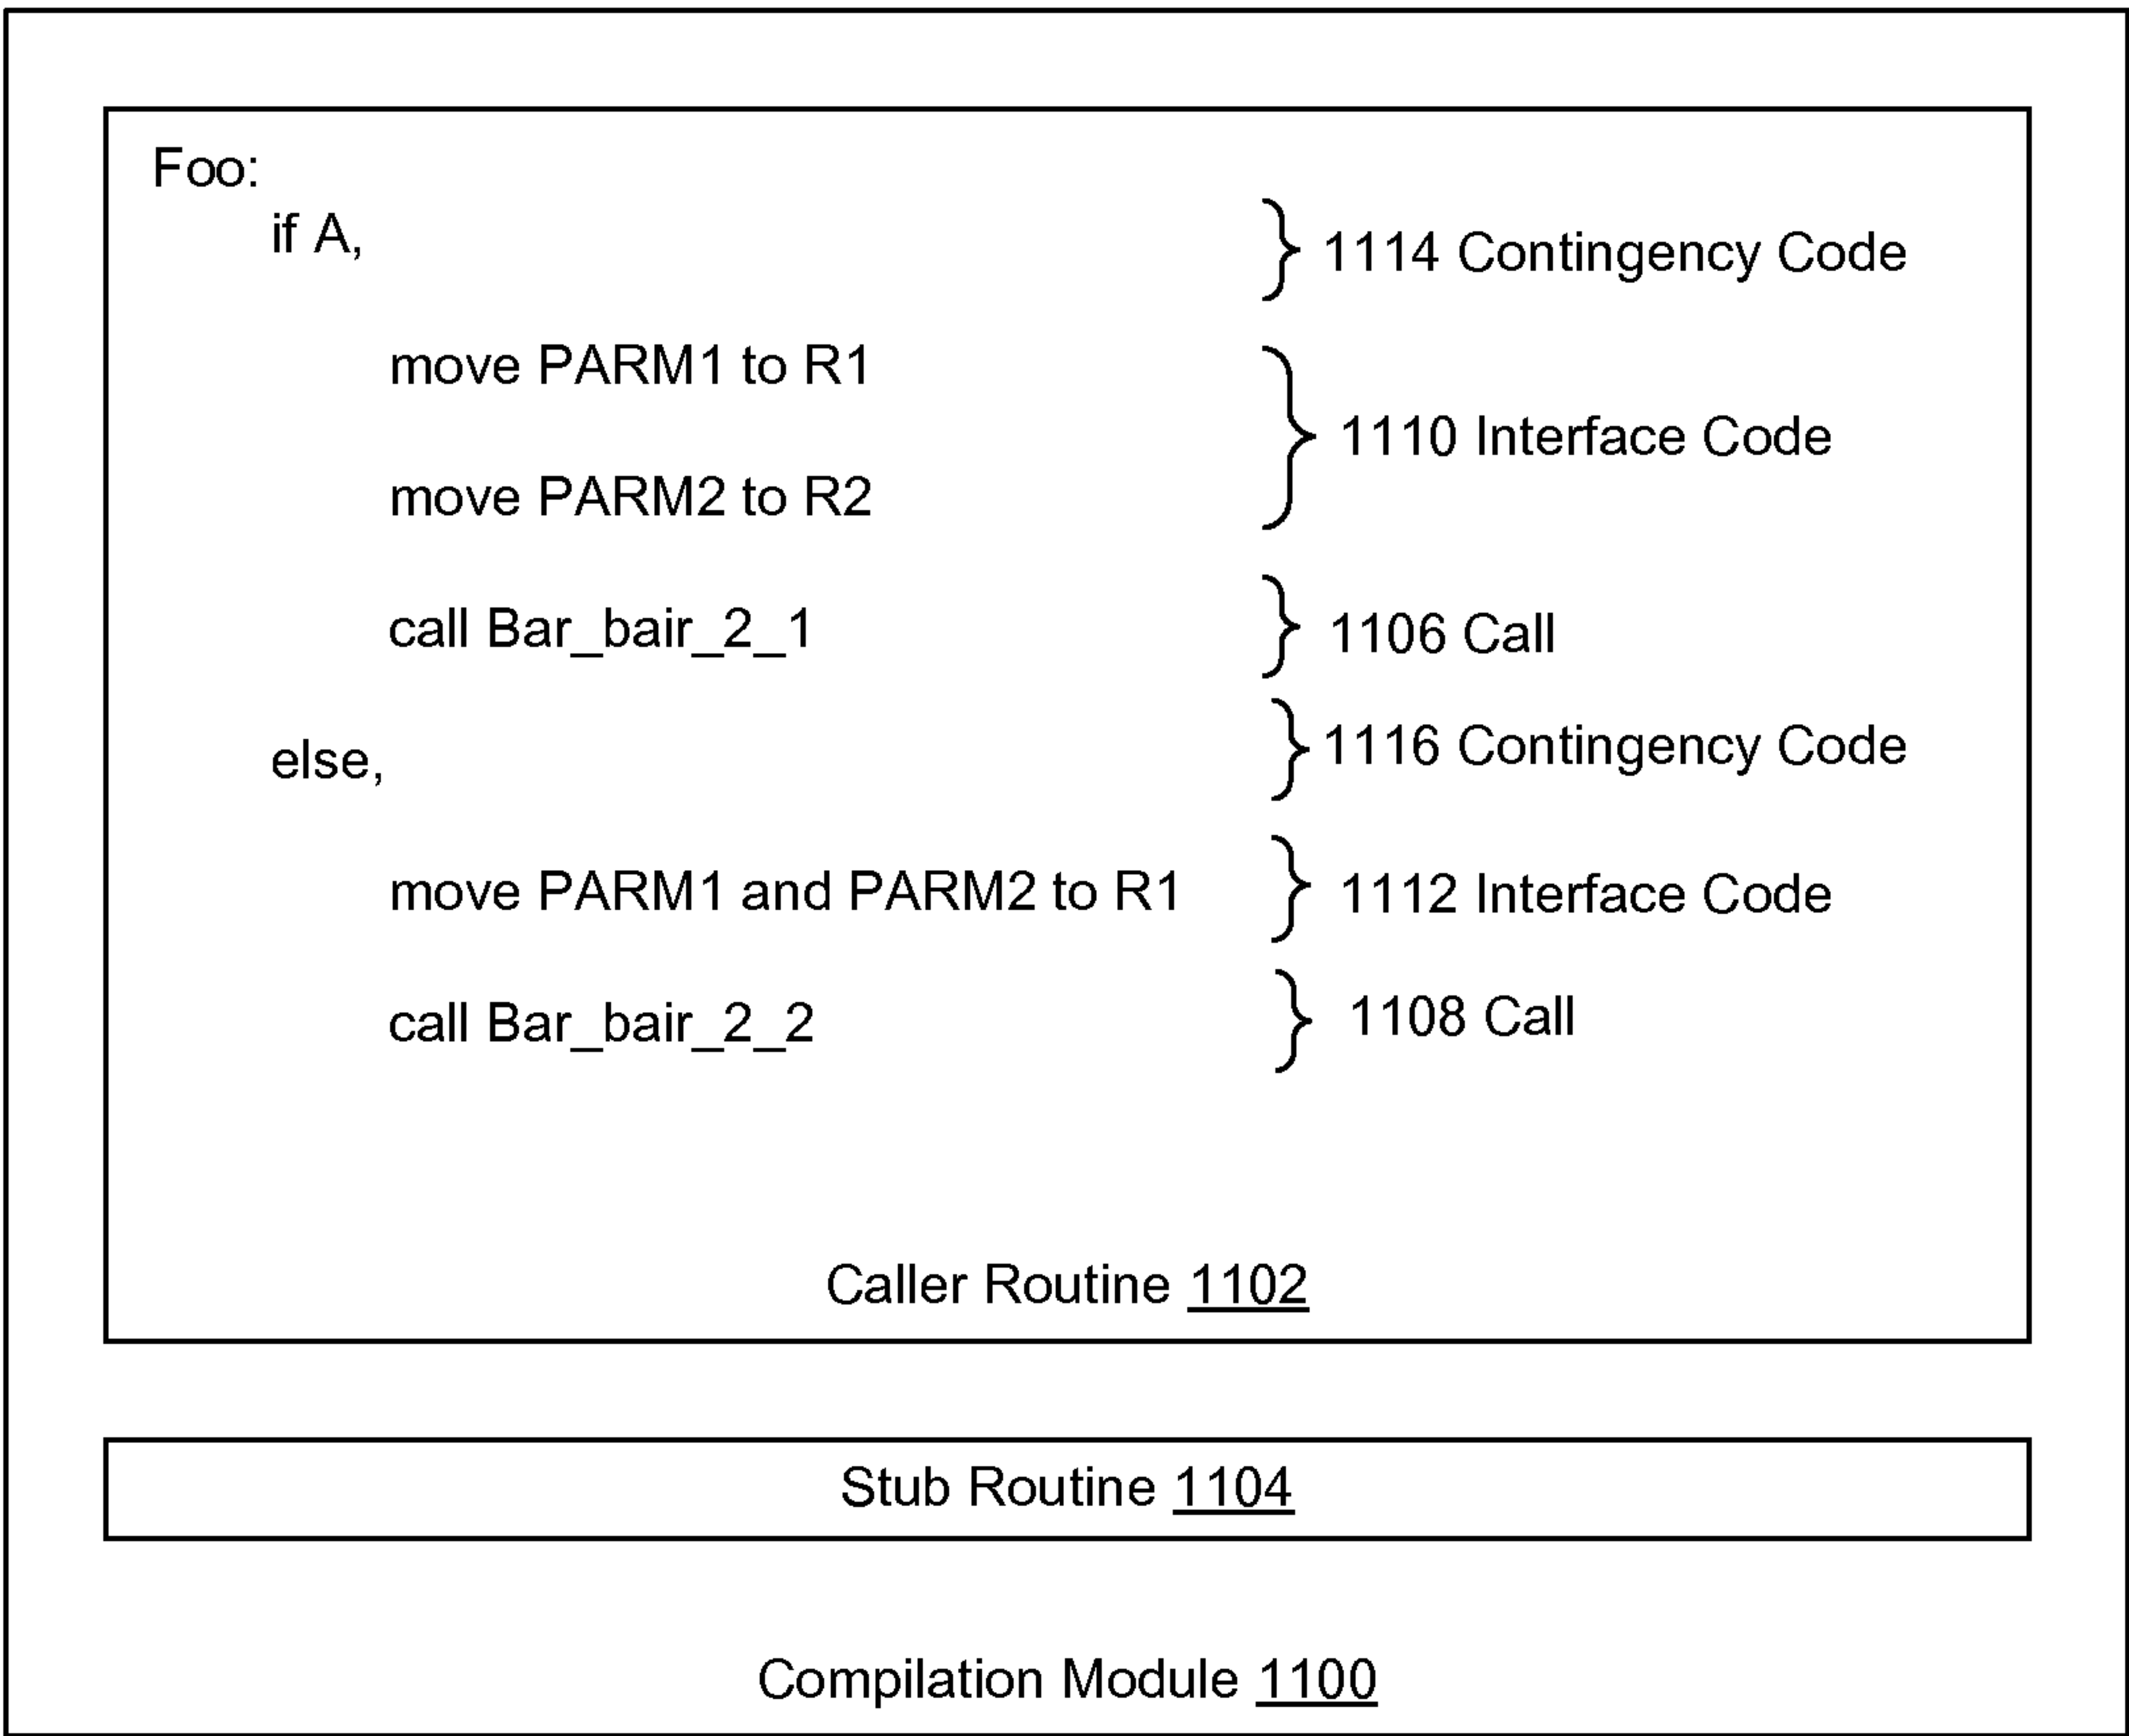 Foo:
if A,
1114 Contingency Code
move PARM1 to R1
1110 Interface Code
move PARM2 to R2
call Bar_bair_2_1
1106 Call
else,
1116 Contingency Code
move PARM1 and PARM2 to R1
1112 Interface Code
call Bar_bair_2_2
1108 Call
Caller Routine 1102
Stub Routine 1104
Compilation Module 1100